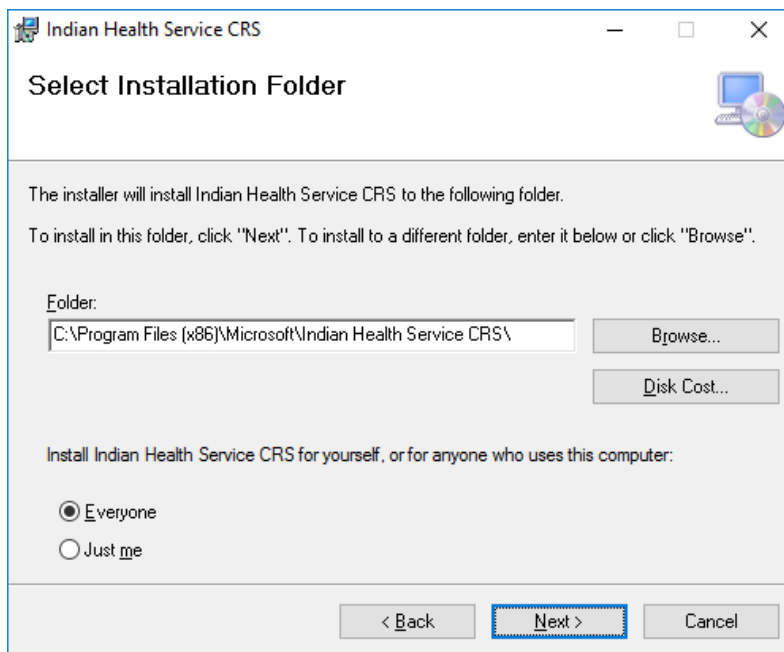 Indian Health Service CRS
Select Installation Folder
The installer will install Indian Health Service CRS to the following folder.
To install in this folder, click "Next". To install to a different folder, enter it below or click "Browse".
Folder:
C:\Program Files (x86)\Microsoft\Indian Health Service CRS\
Browse...
Disk Cost...
Install Indian Health Service CRS for yourself, or for anyone who uses this computer:
Everyone
Just me
< Back Next > Cancel